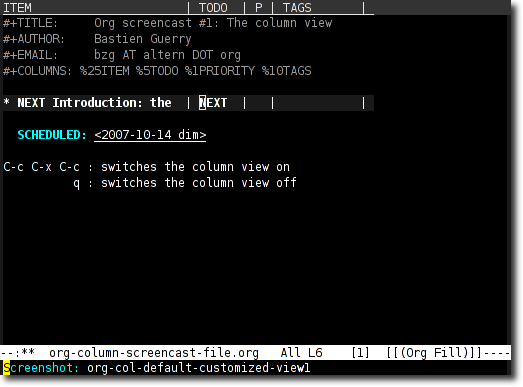 ITEM | TODO | P | TAGS |
#+TITLE: Org screencast #1: The column view
#+AUTHOR: Bastien Guerry
#+EMAIL: bzg AT altern DOT org
#+COLUMNS: %25ITEM %5TODO %1PRIORITY %10TAGS
* NEXT Introduction: the | NEXT | | |
SCHEDULED: <2007-10-14 dim>
C-c C-x C-c : switches the column view on
q : switches the column view off
--:** org-column-screencast-file.org All L6 [1] [[(Org Fill)]]----
Screenshot: org-col-default-customized-view1